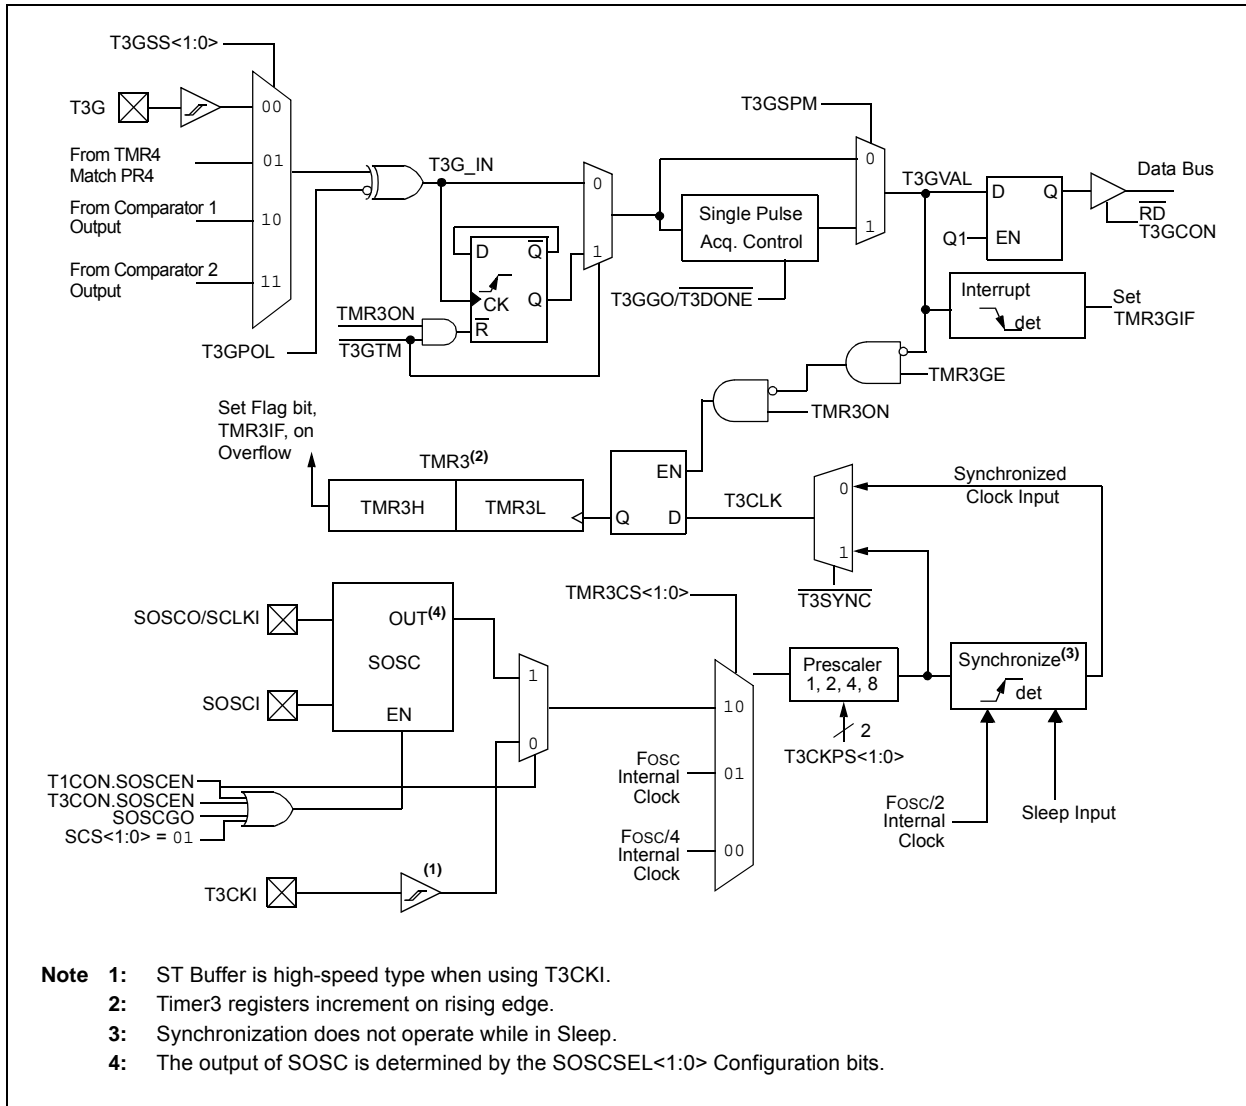 T3GSS<1:0>
T3G
00
From TMR4
Match PR4
01
From Comparator 1
Output
10
From Comparator 2
Output
11
T3GPOL
T3G_IN
D
Q
CK
Q
R
TMR3ON
T3GTM
0
1
T3GSPM
Single Pulse
Acq. Control
T3GGO/T3DONE
0
1
T3GVAL
D
Q
Q1
EN
Data Bus
RD
T3GCON
Interrupt
det
Set
TMR3GIF
TMR3GE
TMR3ON
Set Flag bit,
TMR3IF, on
Overflow
TMR3(2)
TMR3H
TMR3L
EN
Q
D
T3CLK
0
1
T3SYNC
Synchronized
Clock Input
SOSCO/SCLKI
OUT(4)
SOSC
SOSCI
EN
1
0
T1CON.SOSCEN
T3CON.SOSCEN
SOSCGO
SCS<1:0> = 01
T3CKI
(1)
TMR3CS<1:0>
10
FOSC
Internal
Clock
01
FOSC/4
Internal
Clock
00
Prescaler
1, 2, 4, 8
2
T3CKPS<1:0>
Synchronize(3)
det
FOSC/2
Internal
Clock
Sleep Input
Note 1: ST Buffer is high-speed type when using T3CKI.
2: Timer3 registers increment on rising edge.
3: Synchronization does not operate while in Sleep.
4: The output of SOSC is determined by the SOSCSEL<1:0> Configuration bits.